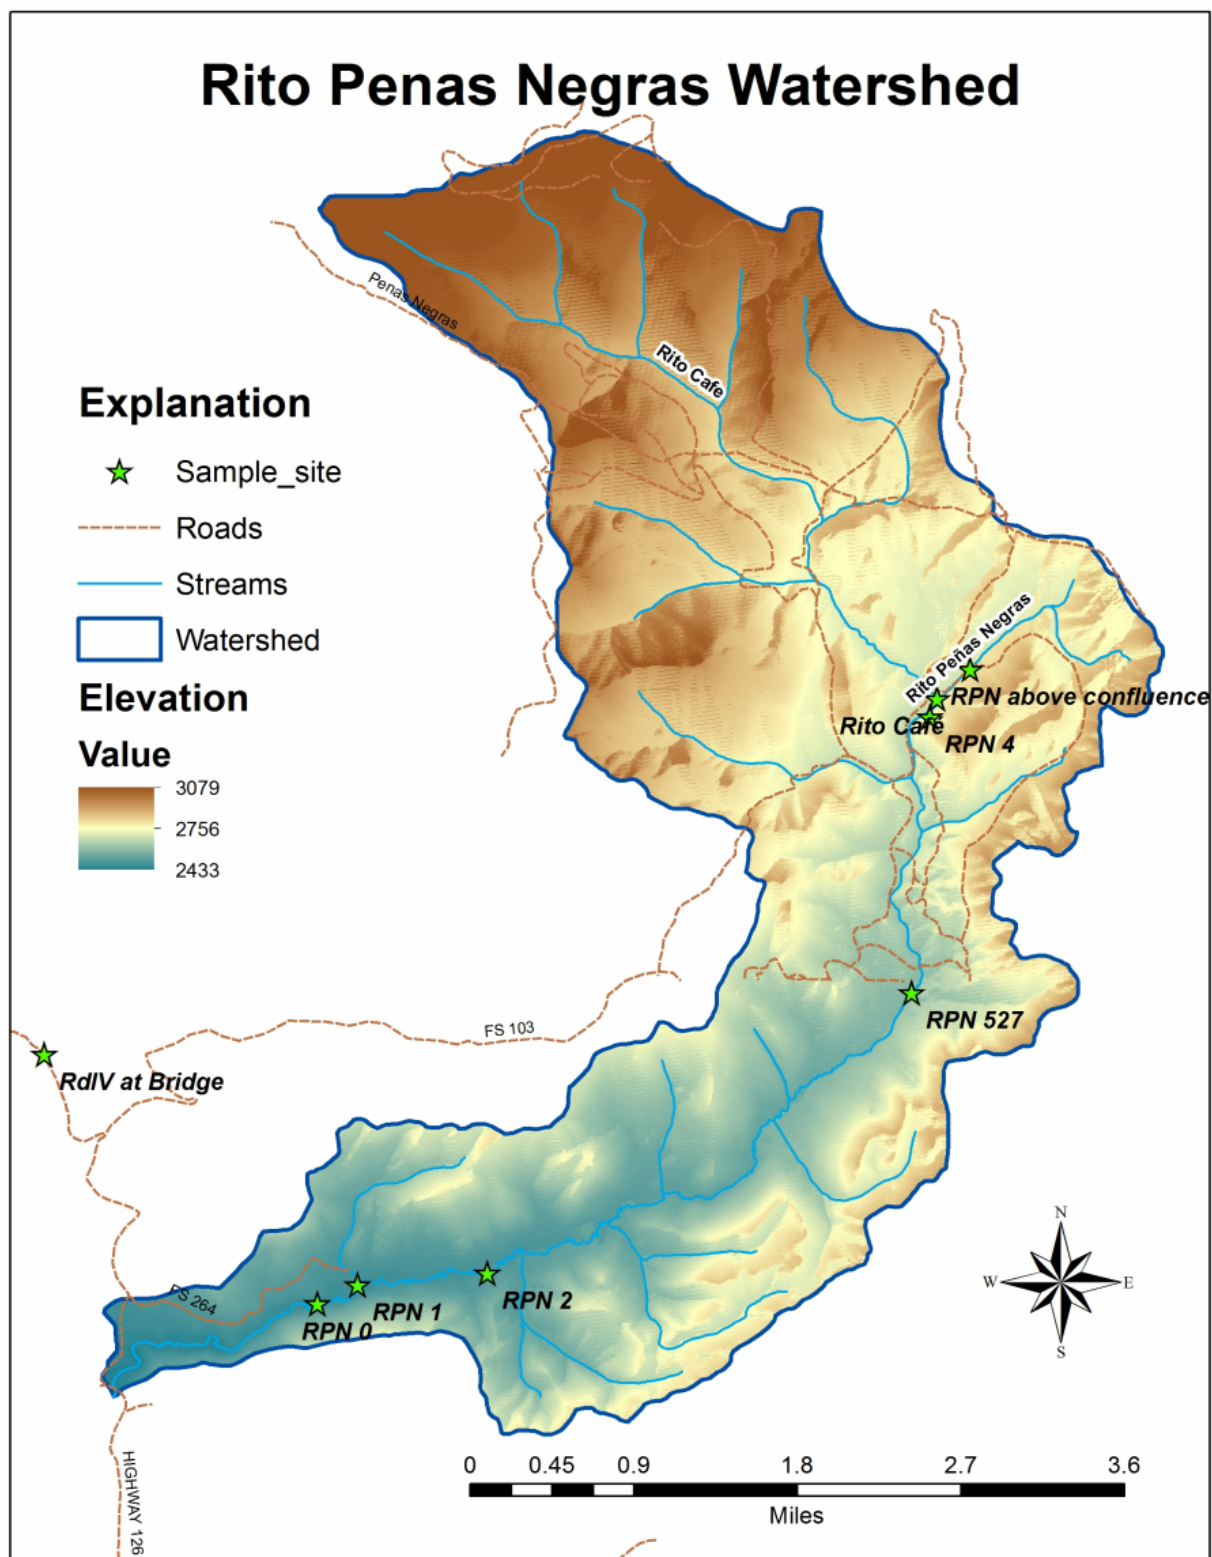 Rito Penas Negras Watershed
Penas Negras
Rito Cafe
Explanation
Sample_site
Roads
Streams
Watershed
Elevation
Value
3079
2756
2433
Rito Peñas Negras
RPN above confluence
Rito Café
RPN 4
RPN 527
FS 103
RdlV at Bridge
FS 264
RPN 0
RPN 1
RPN 2
N
W
E
S
HIGHWAY 126
0 0.45 0.9 1.8 2.7 3.6
Miles